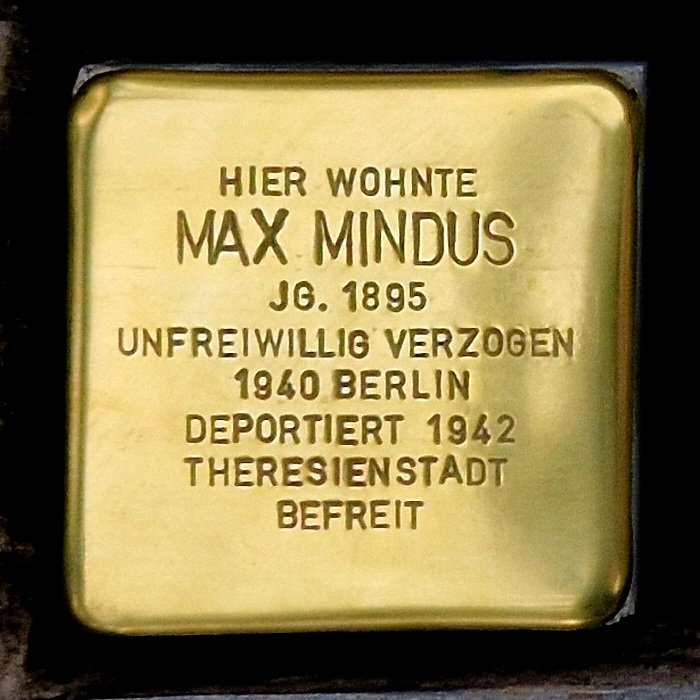 HIER WOHNTE
MAX MINDUS
JG. 1895
UNFREIWILLIG VERZOGEN
1940 BERLIN
DEPORTIERT 1942
THERESIENSTADT
BEFREIT